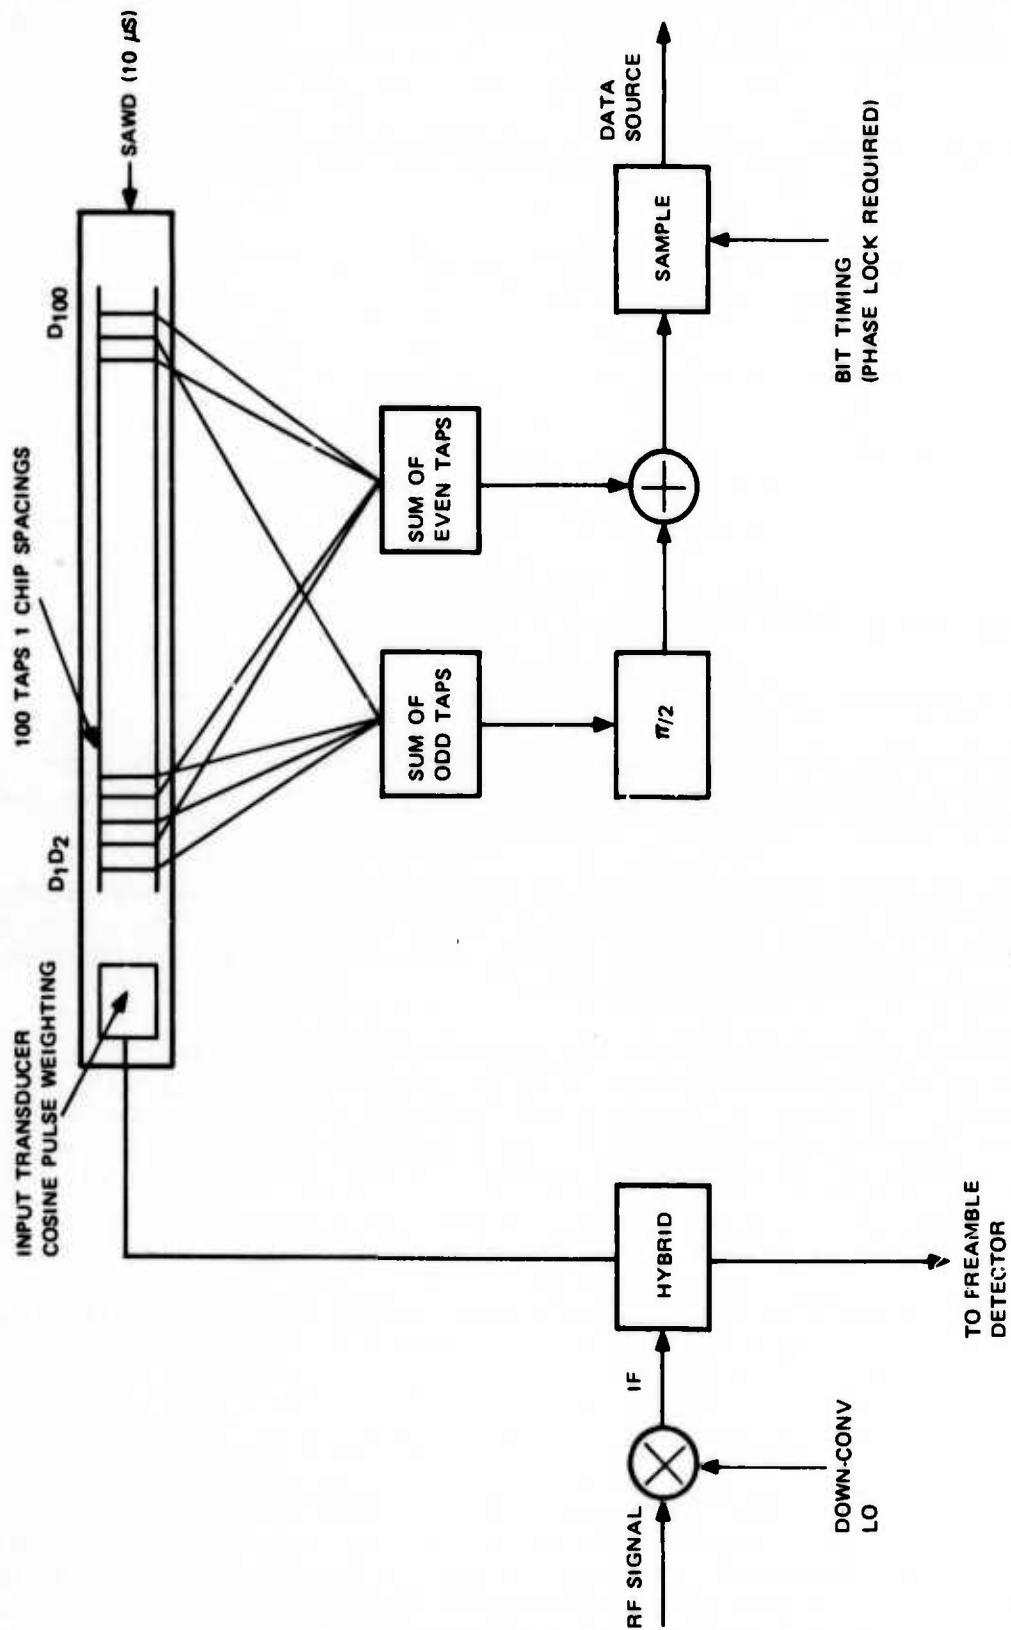 INPUT TRANSDUCER
COSINE PULSE WEIGHTING
100 TAPS 1 CHIP SPACINGS
D1D2
D100
SAWD (10 μS)
SUM OF
ODD TAPS
SUM OF
EVEN TAPS
RF SIGNAL
IF
HYBRID
π/2
SAMPLE
DATA
SOURCE
DOWN-CONV
LO
TO PREAMBLE
DETECTOR
BIT TIMING
(PHASE LOCK REQUIRED)